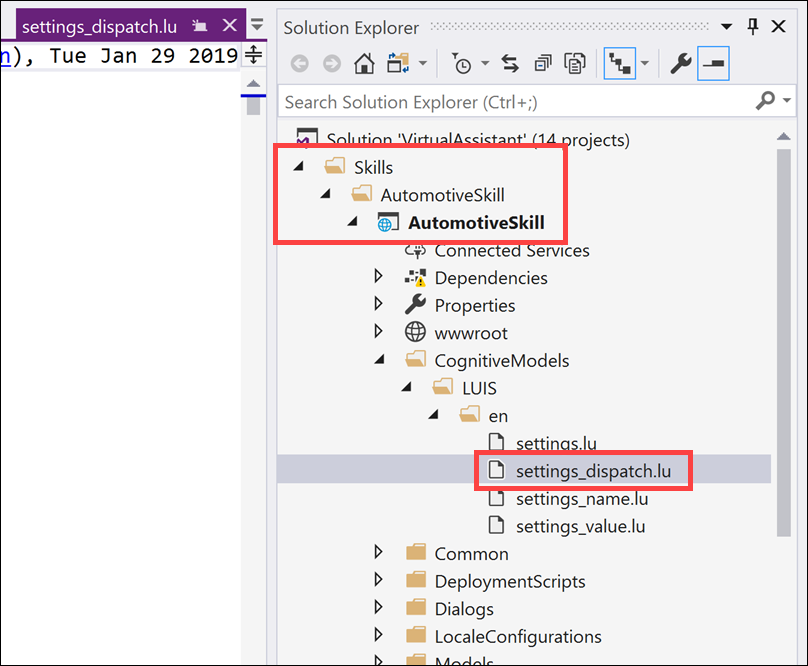 settings_dispatch.lu
n), Tue Jan 29 2019
Solution Explorer
Search Solution Explorer (Ctrl+;)
Solution 'VirtualAssistant' (14 projects)
Skills
AutomotiveSkill
AutomotiveSkill
Connected Services
Dependencies
Properties
wwwroot
CognitiveModels
LUIS
en
settings.lu
settings_dispatch.lu
settings_name.lu
settings_value.lu
Common
DeploymentScripts
Dialogs
LocaleConfigurations
Models